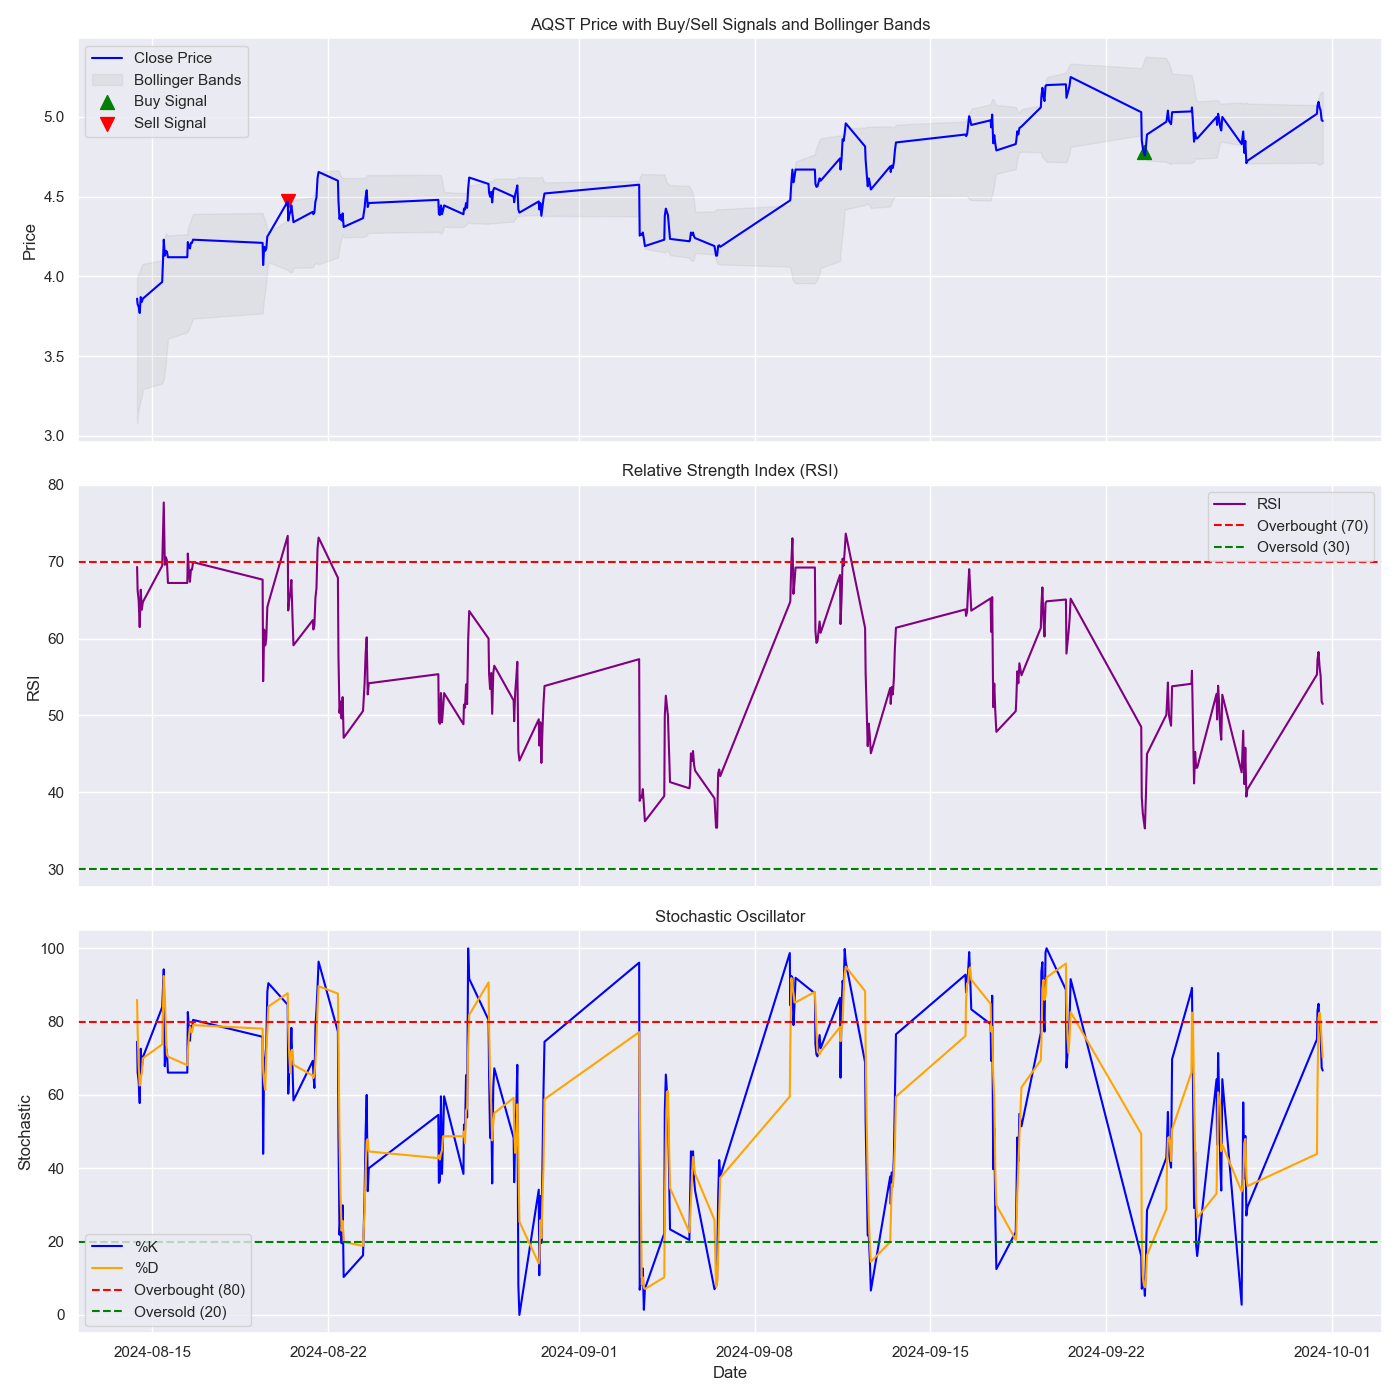 AQST Price with Buy/Sell Signals and Bollinger Bands
Close Price
Bollinger Bands
Buy Signal
Sell Signal
Price
5.0
4.5
4.0
3.5
3.0
Relative Strength Index (RSI)
RSI
Overbought (70)
Oversold (30)
RSI
80
70
60
50
40
30
Stochastic Oscillator
Stochastic
100
80
60
40
20
0
%K
%D
Overbought (80)
Oversold (20)
2024-08-15 2024-08-22 2024-09-01 2024-09-08 2024-09-15 2024-09-22 2024-10-01
Date